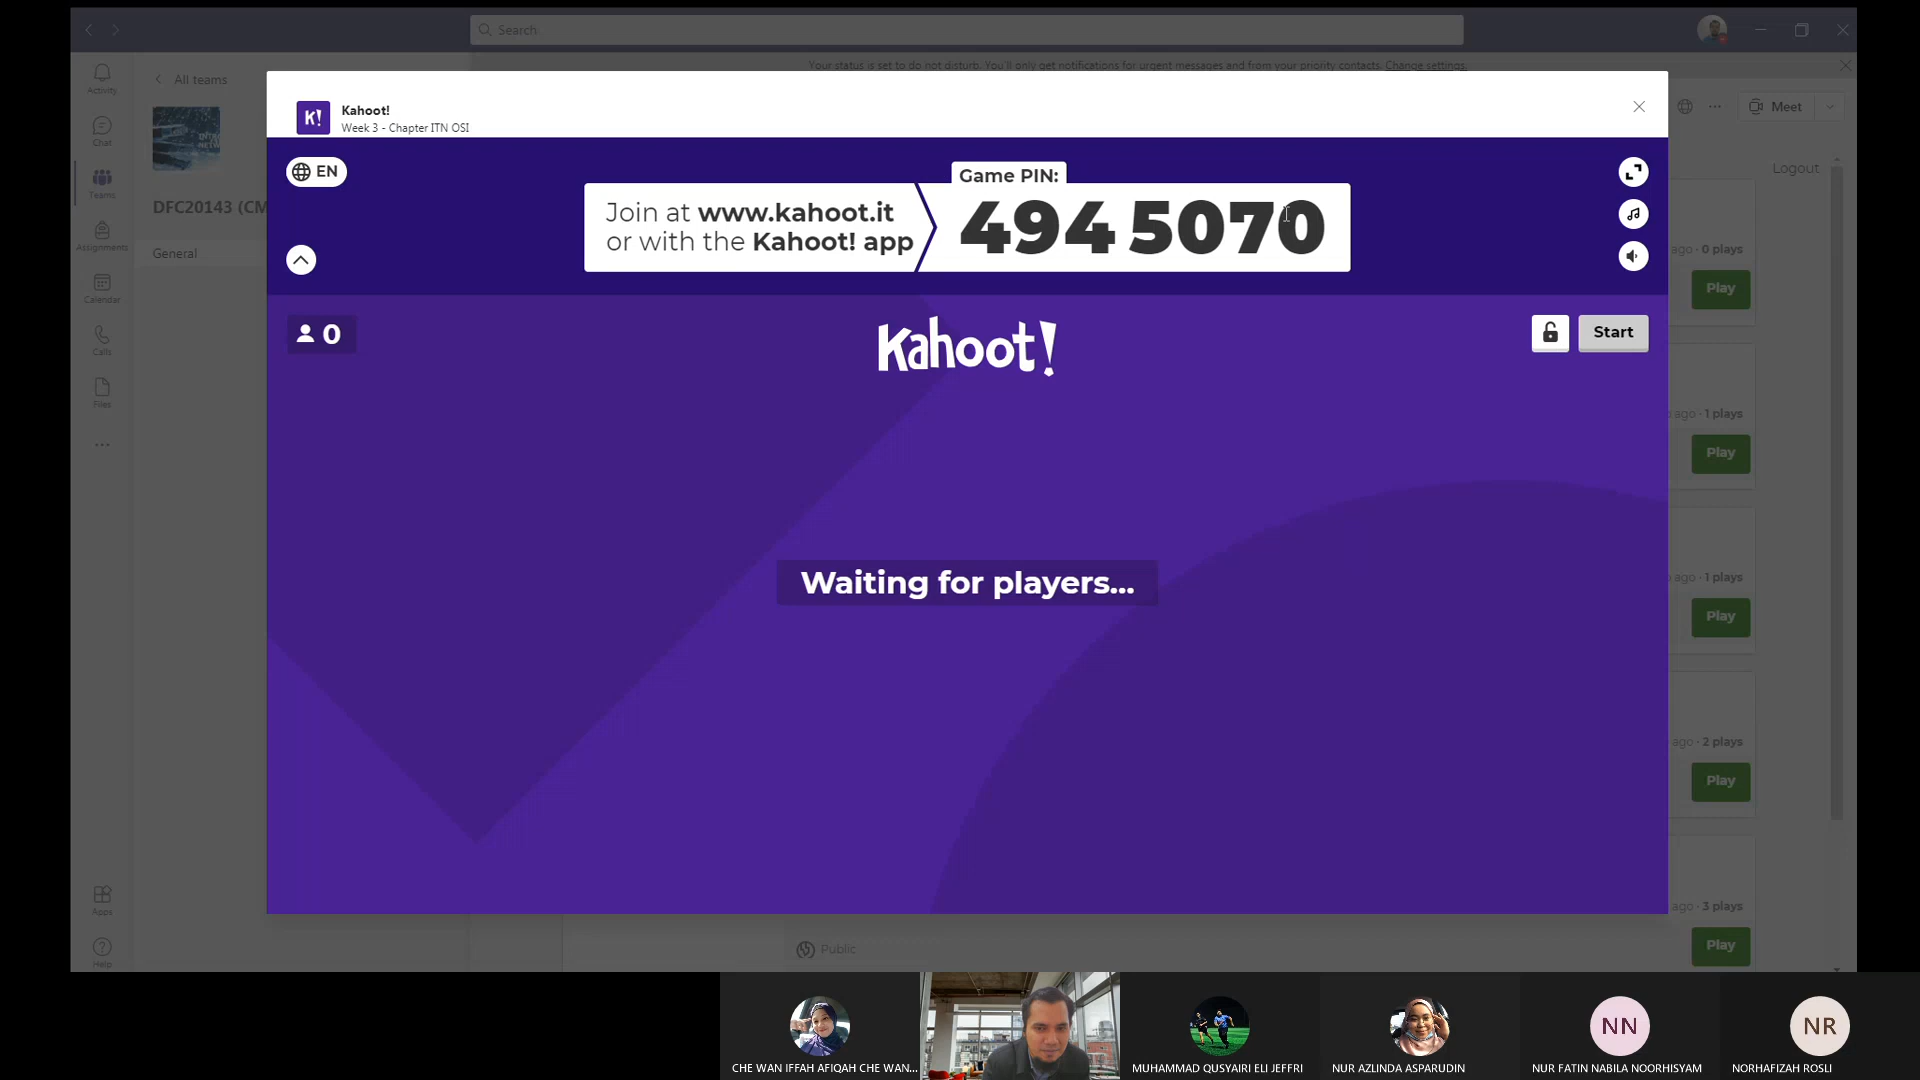 Search
Your status is set to do not disturb. You'll only get notifications for urgent messages and from your priority contacts. Change settings.
Activity
Chat
Teams
Assignments
Calendar
Calls
Files
Apps
Help
All teams
DFC20143 (CM
General
Meet
Logout
Kahoot!
Week 3 - Chapter ITN OSI
EN
Join at www.kahoot.it
or with the Kahoot! app
Game PIN:
494 5070
0
Kahoot!
Start
Waiting for players...
ago · 0 plays
Play
ago · 1 plays
Play
ago · 1 plays
Play
ago · 2 plays
Play
ago · 3 plays
Play
Public
CHE WAN IFFAH AFIQAH CHE WAN...
MUHAMMAD QUSYAIRI ELI JEFFRI
NUR AZLINDA ASPARUDIN
NN
NUR FATIN NABILA NOORHISYAM
NR
NORHAFIZAH ROSLI